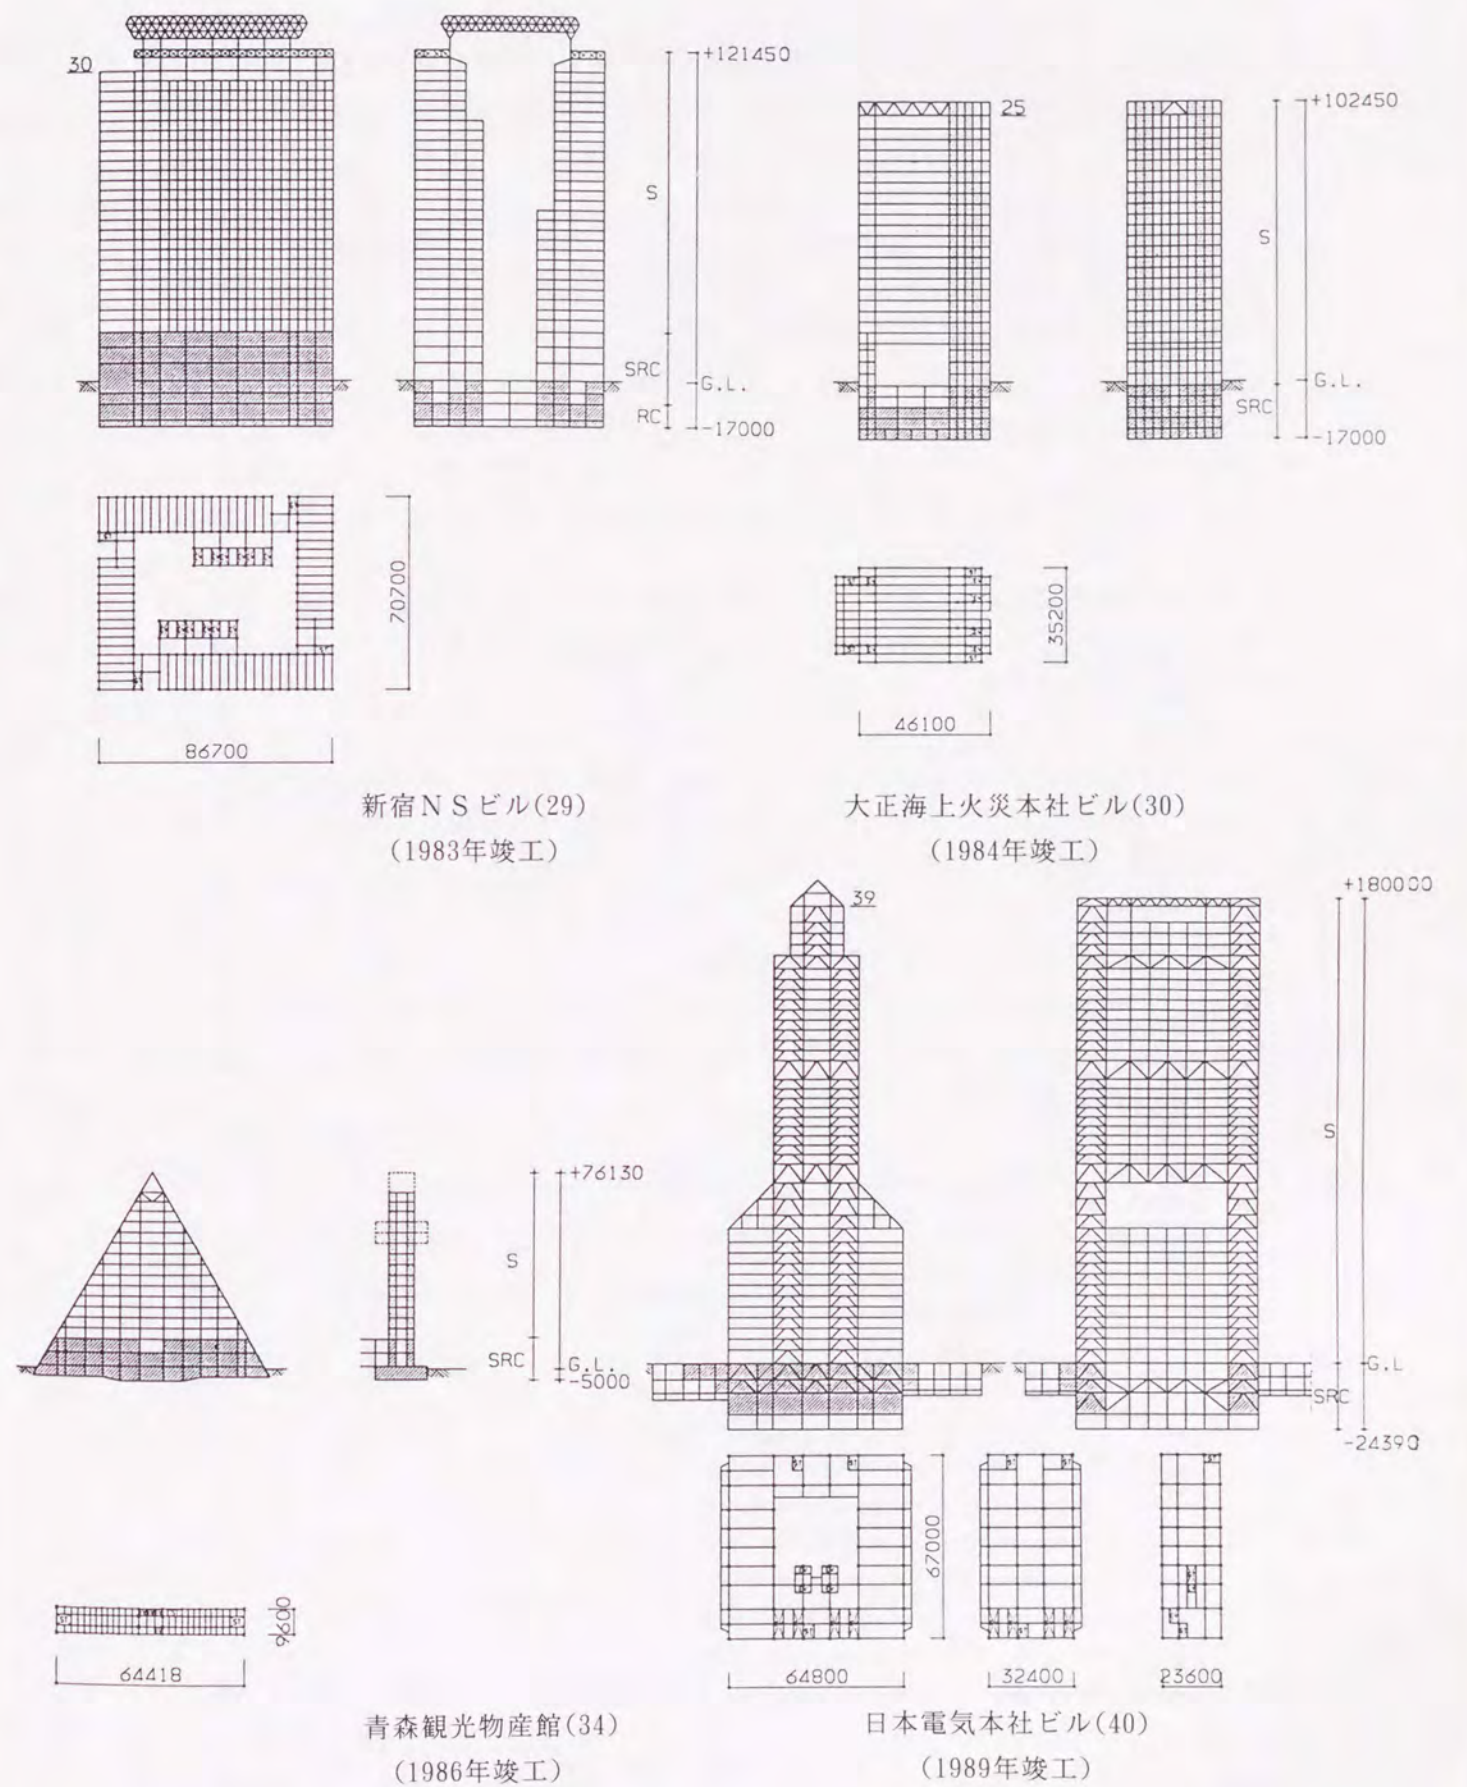 30
+121450
S
SRC
G.L.
RC
-17000
70700
86700
新宿NSビル(29)
(1983年竣工)
25
+102450
S
G.L.
SRC
-17000
35200
46100
大正海上火災本社ビル(30)
(1984年竣工)
+76130
S
SRC
G.L.
-5000
9600
64418
青森観光物産館(34)
(1986年竣工)
39
+180000
S
G.L
SRC
-24390
67000
64800
32400
23600
日本電気本社ビル(40)
(1989年竣工)